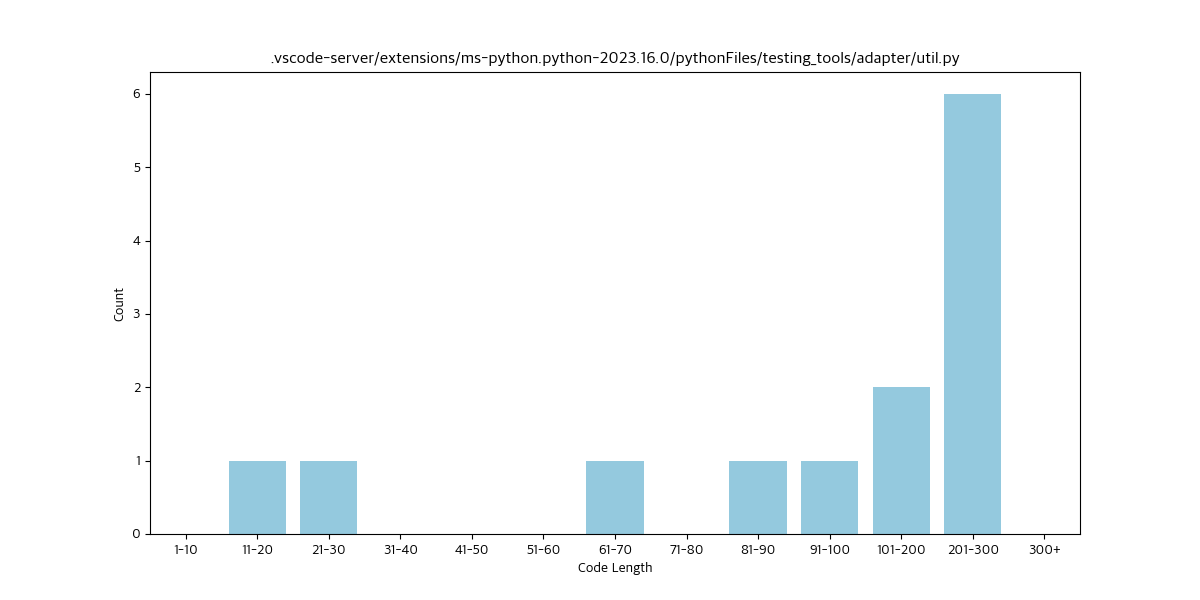 .vscode-server/extensions/ms-python.python-2023.16.0/pythonFiles/testing_tools/adapter/util.py
6
5
4
3
2
1
0
Count
1-10 11-20 21-30 31-40 41-50 51-60 61-70 71-80 81-90 91-100 101-200 201-300 300+
Code Length